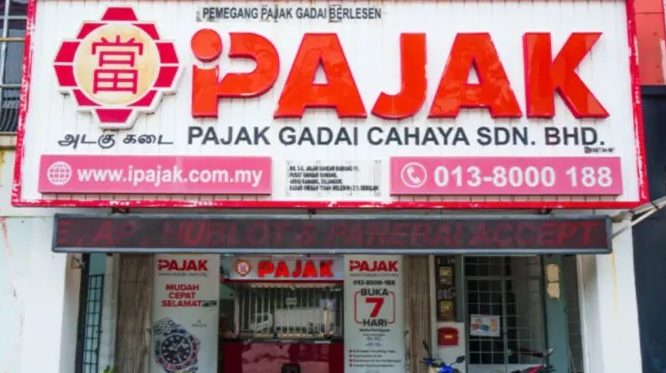 PEMEGANG PAJAK GADAI BERLESEN
當
iPAJAK
அடகு கடை
PAJAK GADAI CAHAYA SDN. BHD.
www.ipajak.com.my
013-8000 188
HUBLOT & PANERAI ACCEPT
PAJAK
MUDAH
CEPAT
SELAMAT
PAJAK
PAJAK
013-8000-188
BUKA
7
HARI